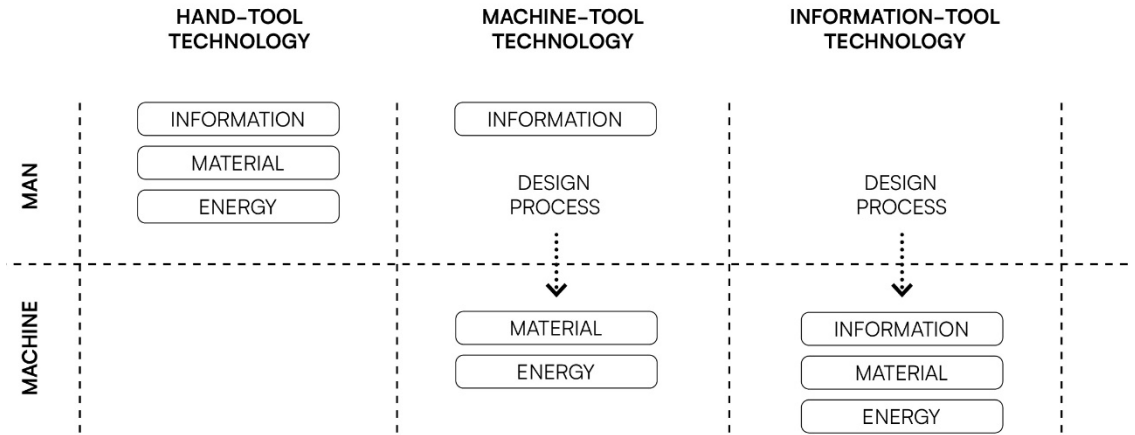 HAND-TOOL
TECHNOLOGY
MACHINE-TOOL
TECHNOLOGY
INFORMATION-TOOL
TECHNOLOGY
MAN
INFORMATION
MATERIAL
ENERGY
INFORMATION
DESIGN
PROCESS
DESIGN
PROCESS
MACHINE
MATERIAL
ENERGY
INFORMATION
MATERIAL
ENERGY